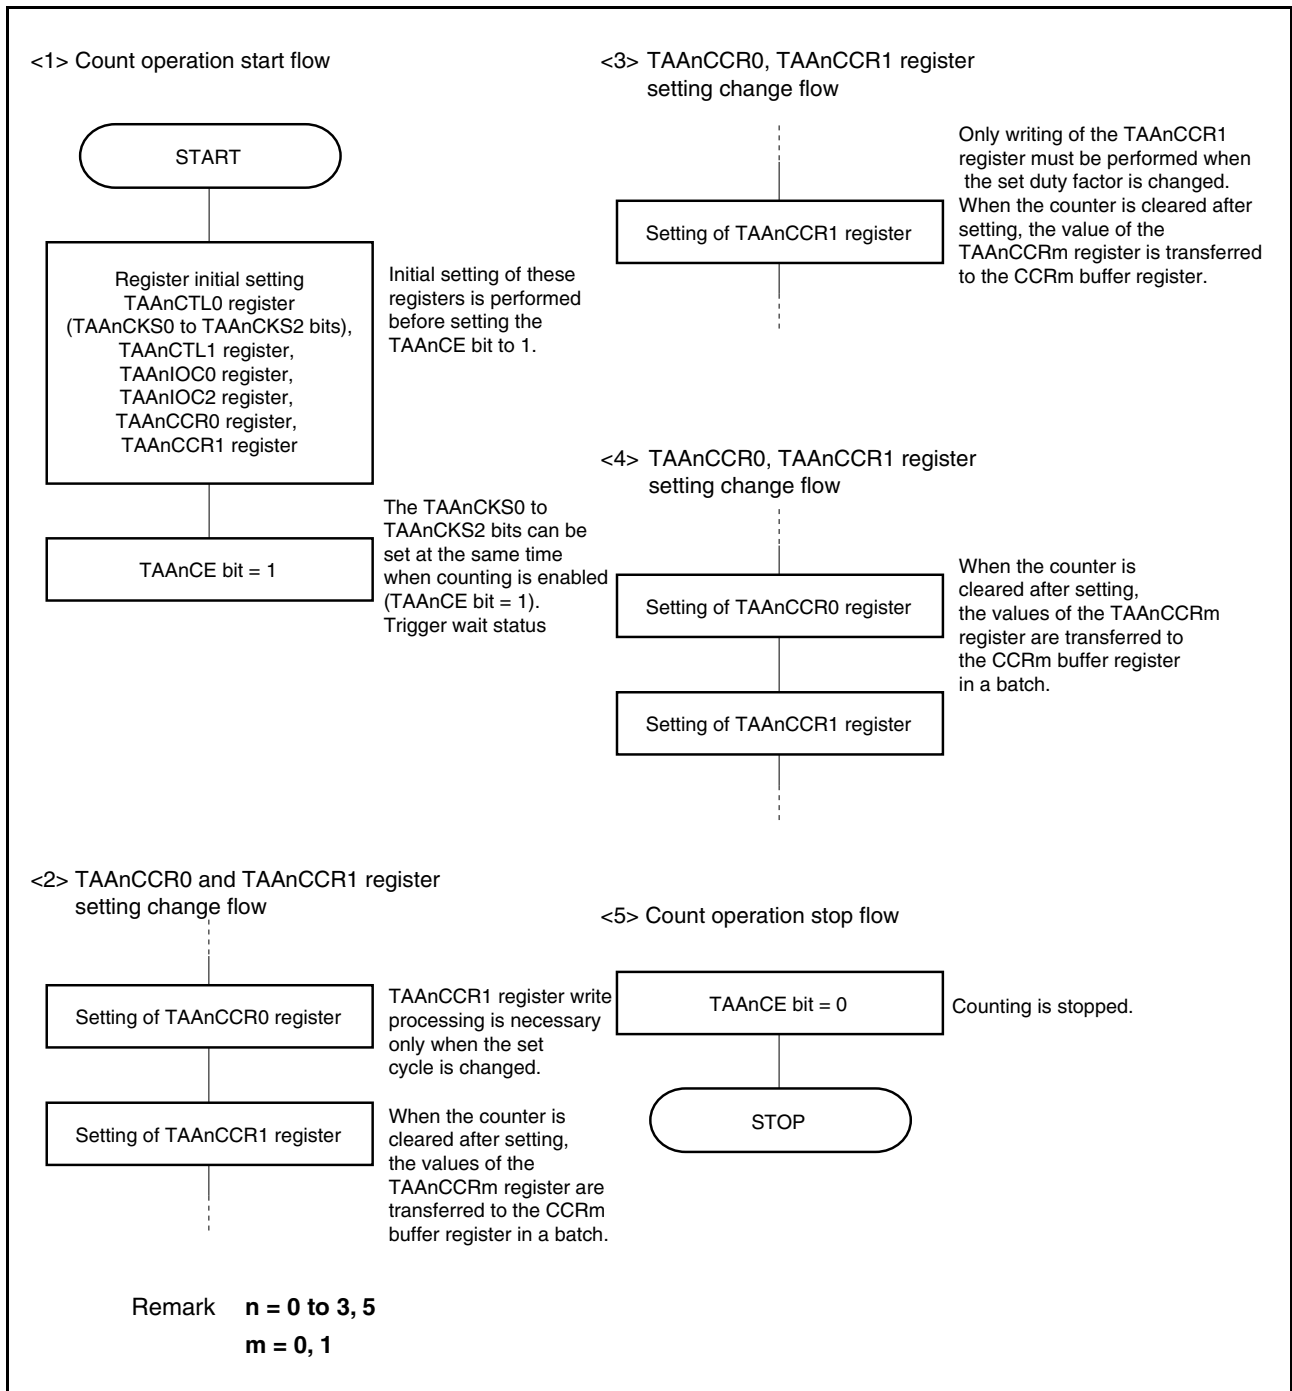 <1> Count operation start flow
START
Register initial setting
TAAnCTL0 register
(TAAnCKS0 to TAAnCKS2 bits),
TAAnCTL1 register,
TAAnIOC0 register,
TAAnIOC2 register,
TAAnCCR0 register,
TAAnCCR1 register
Initial setting of these
registers is performed
before setting the
TAAnCE bit to 1.
TAAnCE bit = 1
The TAAnCKS0 to
TAAnCKS2 bits can be
set at the same time
when counting is enabled
(TAAnCE bit = 1).
Trigger wait status
<2> TAAnCCR0 and TAAnCCR1 register
setting change flow
Setting of TAAnCCR0 register
TAAnCCR1 register write
processing is necessary
only when the set
cycle is changed.
Setting of TAAnCCR1 register
When the counter is
cleared after setting,
the values of the
TAAnCCRm register are
transferred to the CCRm
buffer register in a batch.
<3> TAAnCCR0, TAAnCCR1 register
setting change flow
Setting of TAAnCCR1 register
Only writing of the TAAnCCR1
register must be performed when
the set duty factor is changed.
When the counter is cleared after
setting, the value of the
TAAnCCRm register is transferred
to the CCRm buffer register.
<4> TAAnCCR0, TAAnCCR1 register
setting change flow
Setting of TAAnCCR0 register
When the counter is
cleared after setting,
the values of the TAAnCCRm
register are transferred to
the CCRm buffer register
in a batch.
Setting of TAAnCCR1 register
<5> Count operation stop flow
TAAnCE bit = 0
Counting is stopped.
STOP
Remark n = 0 to 3, 5
m = 0, 1